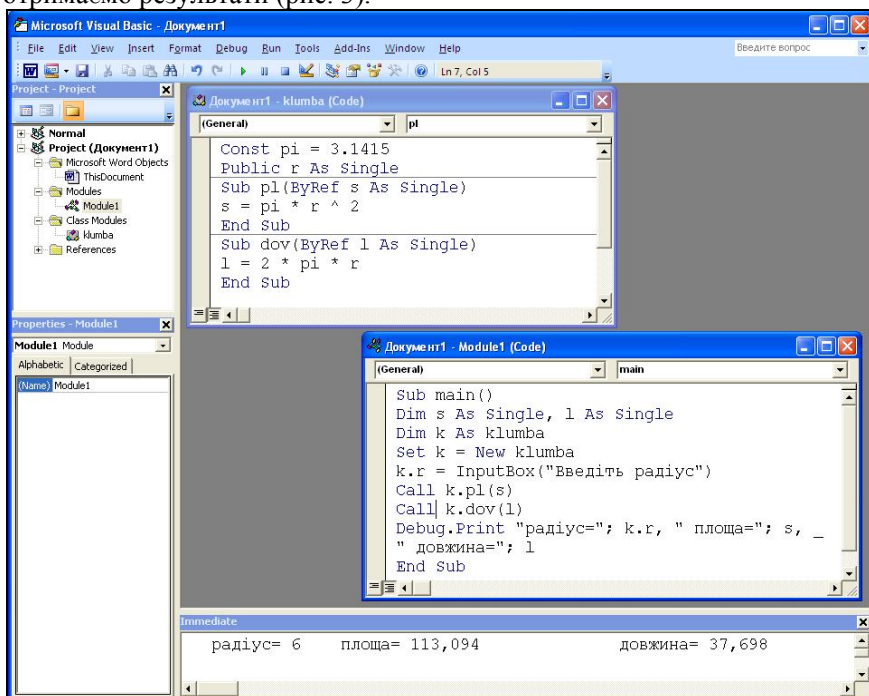 отримаємо результати (рис. 3).
Microsoft Visual Basic - Документ1
File Edit View Insert Format Debug Run Tools Add-Ins Window Help
Введите вопрос
Ln 7, Col 5
Project - Project
Normal
Project (Документ1)
Microsoft Word Objects
ThisDocument
Modules
Module1
Class Modules
klumba
References
Документ1 - klumba (Code)
(General) pl
Const pi = 3.1415
Public r As Single
Sub pl(ByRef s As Single)
s = pi * r ^ 2
End Sub
Sub dov(ByRef l As Single)
l = 2 * pi * r
End Sub
Properties - Module1
Module1 Module
Alphabetic Categorized
(Name) Module1
Документ1 - Module1 (Code)
(General) main
Sub main()
Dim s As Single, l As Single
Dim k As klumba
Set k = New klumba
k.r = InputBox("Введіть радіус")
Call k.pl(s)
Call k.dov(l)
Debug.Print "радіус="; k.r, " площа="; s, _
" довжина="; l
End Sub
Immediate
радіус= 6 площа= 113,094 довжина= 37,698